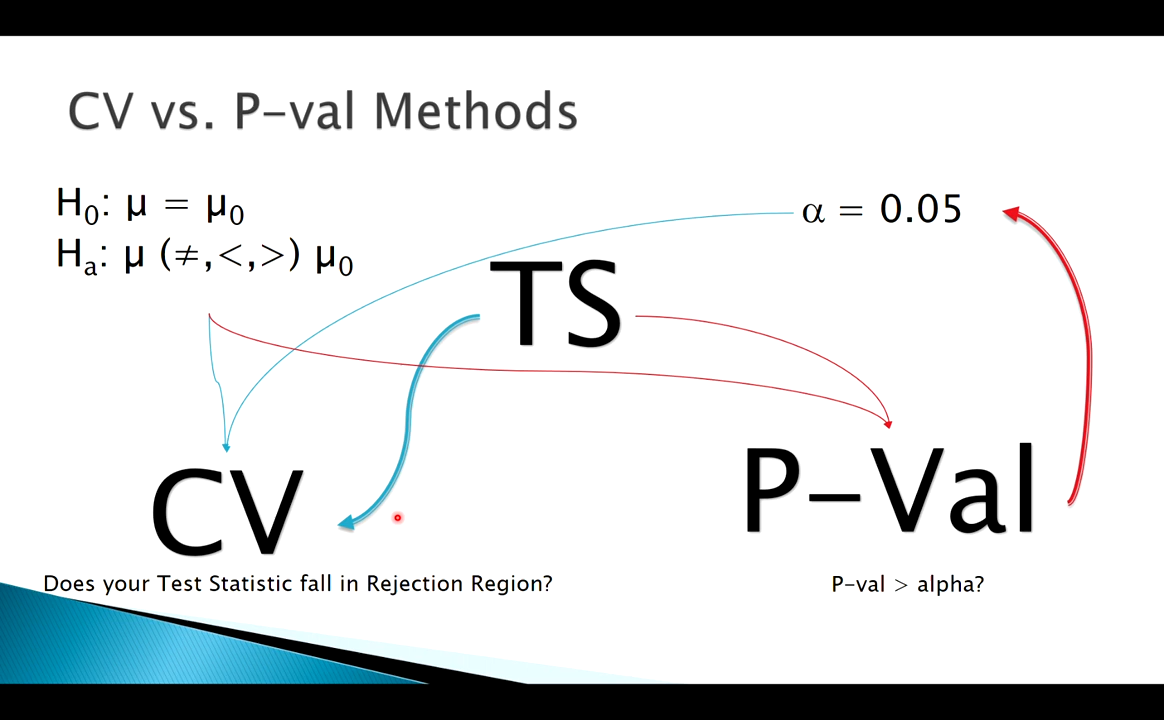 CV vs. P-val Methods
H₀: μ = μ₀
Hₐ: μ (≠,<,>) μ₀
α = 0.05
TS
CV
P-Val
Does your Test Statistic fall in Rejection Region?
P-val > alpha?